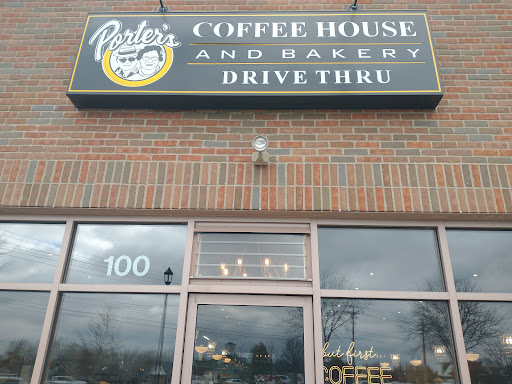 Porter's
COFFEE HOUSE
AND BAKERY
DRIVE THRU
100
but first...
COFFEE